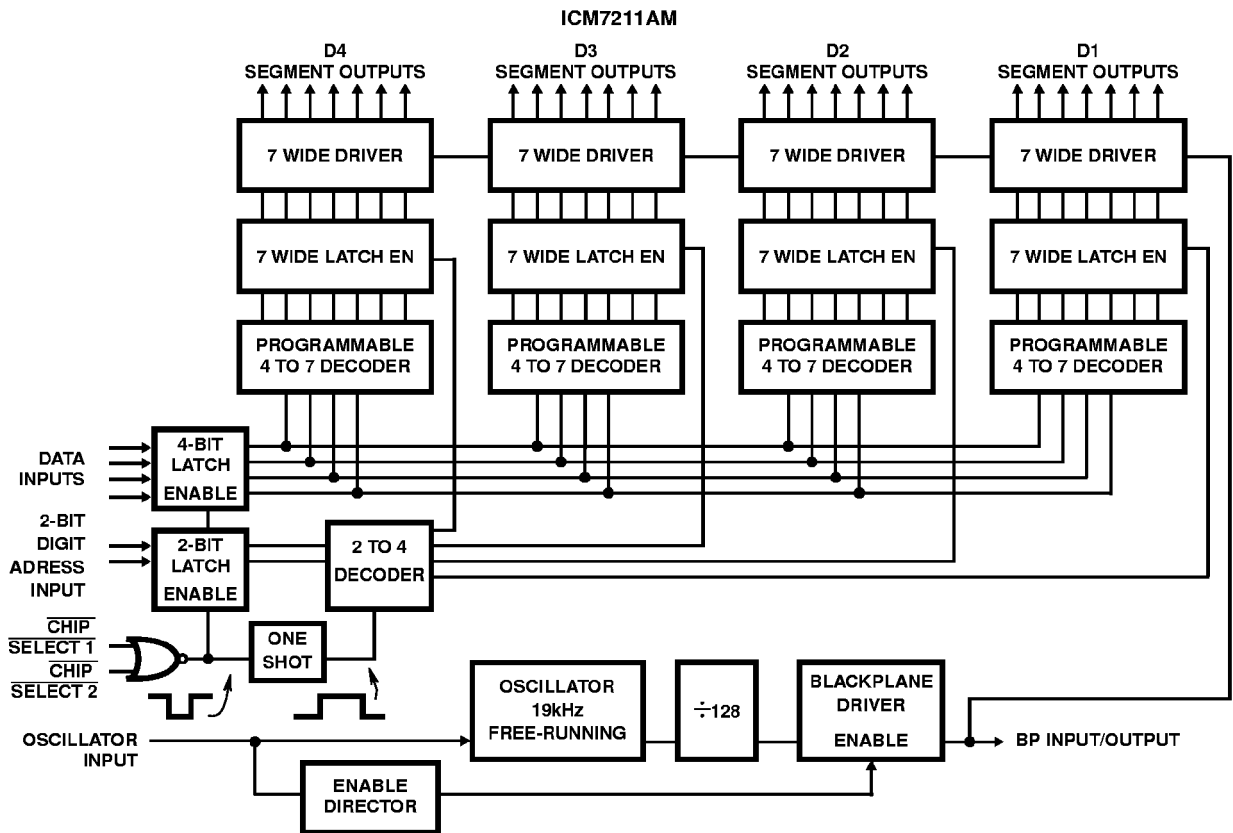 ICM7211AM
D4
SEGMENT OUTPUTS
D3
SEGMENT OUTPUTS
D2
SEGMENT OUTPUTS
D1
SEGMENT OUTPUTS
7 WIDE DRIVER
7 WIDE DRIVER
7 WIDE DRIVER
7 WIDE DRIVER
7 WIDE LATCH EN
7 WIDE LATCH EN
7 WIDE LATCH EN
7 WIDE LATCH EN
PROGRAMMABLE
4 TO 7 DECODER
PROGRAMMABLE
4 TO 7 DECODER
PROGRAMMABLE
4 TO 7 DECODER
PROGRAMMABLE
4 TO 7 DECODER
DATA
INPUTS
4-BIT
LATCH
ENABLE
2-BIT
DIGIT
ADRESS
INPUT
2-BIT
LATCH
ENABLE
2 TO 4
DECODER
CHIP
SELECT 1
CHIP
SELECT 2
ONE
SHOT
OSCILLATOR
INPUT
OSCILLATOR
19kHz
FREE-RUNNING
÷128
BLACKPLANE
DRIVER
ENABLE
BP INPUT/OUTPUT
ENABLE
DIRECTOR